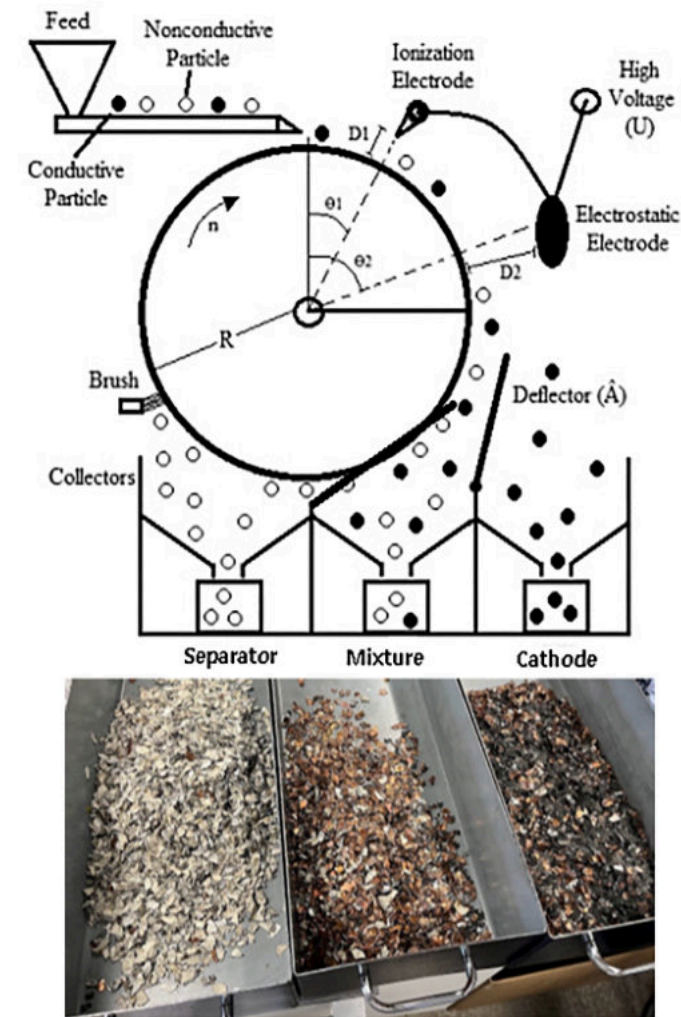 Feed
Nonconductive
Particle
Ionization
Electrode
High
Voltage
(U)
D1
Conductive
Particle
θ1
n
Electrostatic
Electrode
θ2
D2
R
Brush
Deflector (Â)
Collectors
Separator
Mixture
Cathode